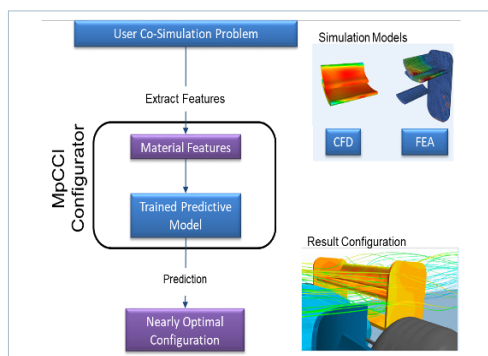 User Co-Simulation Problem
Simulation Models
Extract Features
CFD
FEA
MpCCI
Configurator
Material Features
Trained Predictive
Model
Result Configuration
Prediction
Nearly Optimal
Configuration